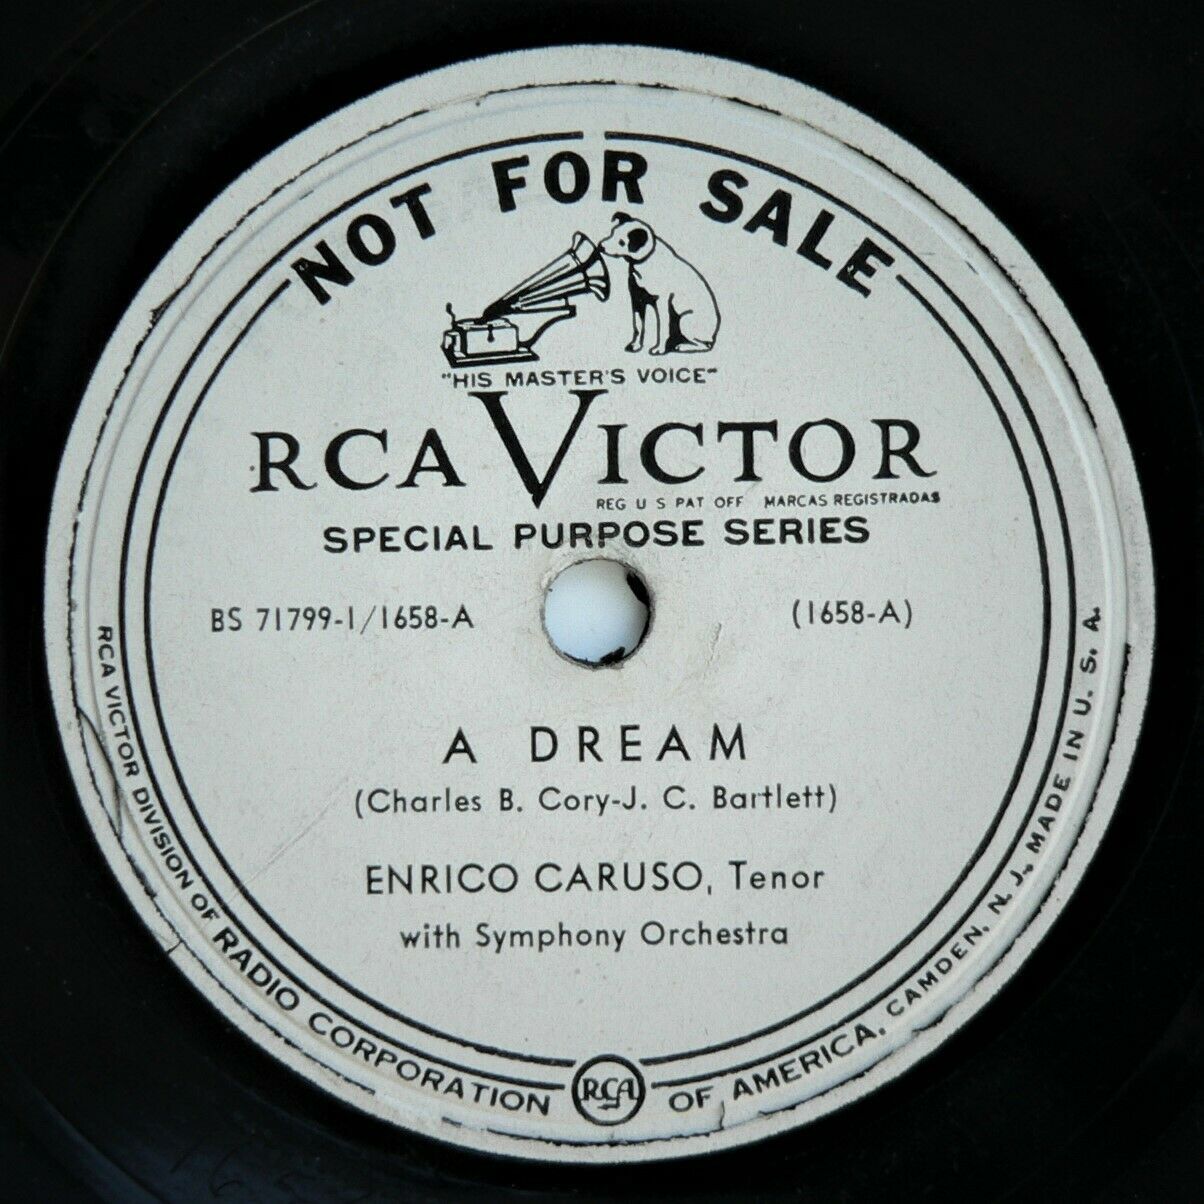 NOT FOR SALE
"HIS MASTER'S VOICE"
RCA VICTOR
REG U S PAT OFF MARCAS REGISTRADAS
SPECIAL PURPOSE SERIES
BS 71799-1/1658-A (1658-A)
A DREAM
(Charles B. Cory-J. C. Bartlett)
ENRICO CARUSO, Tenor
with Symphony Orchestra
RCA VICTOR DIVISION OF RADIO CORPORATION OF AMERICA, CAMDEN, N. J., MADE IN U. S. A.
RCA